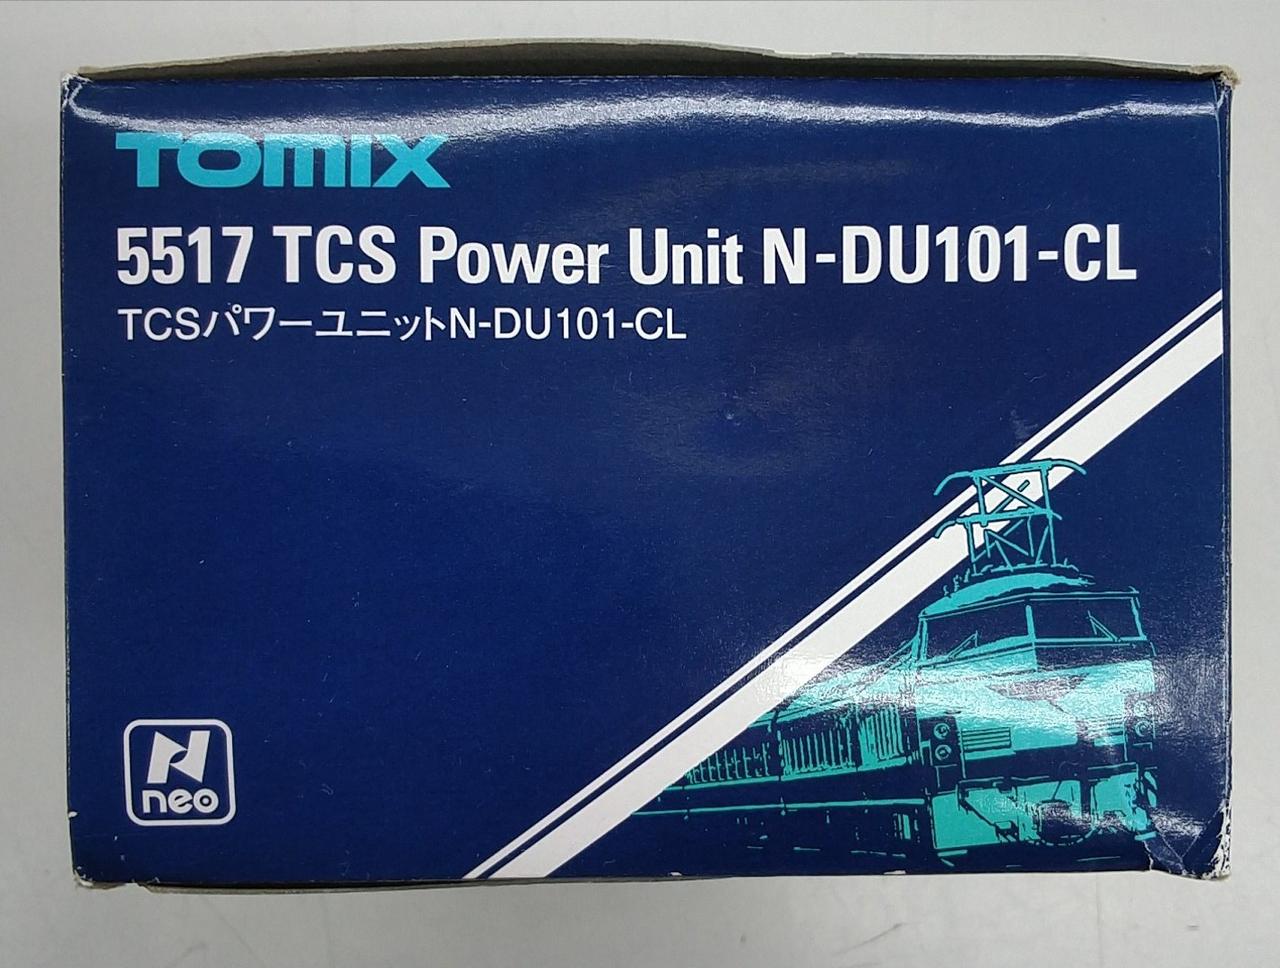 TOMIX
5517 TCS Power Unit N-DU101-CL
TCSパワーユニットN-DU101-CL
N
neo